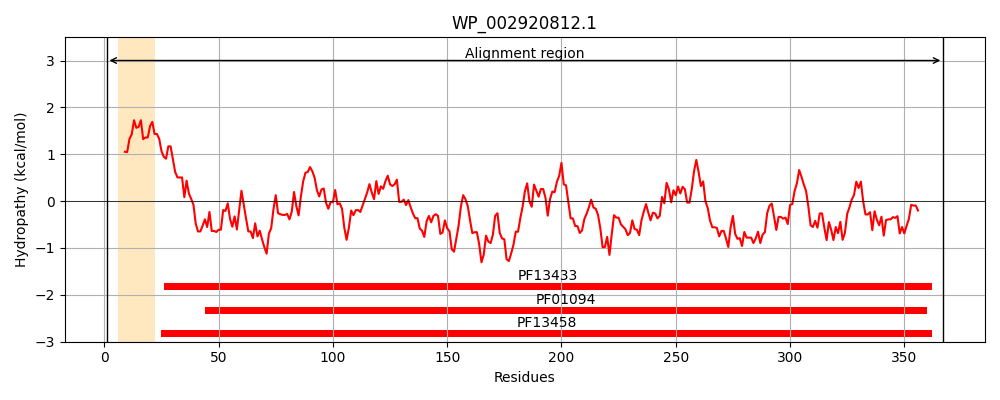 WP_002920812.1
Alignment region
3
2
1
0
−1
−2
−3
Hydropathy (kcal/mol)
PF13433
PF01094
PF13458
0 50 100 150 200 250 300 350
Residues